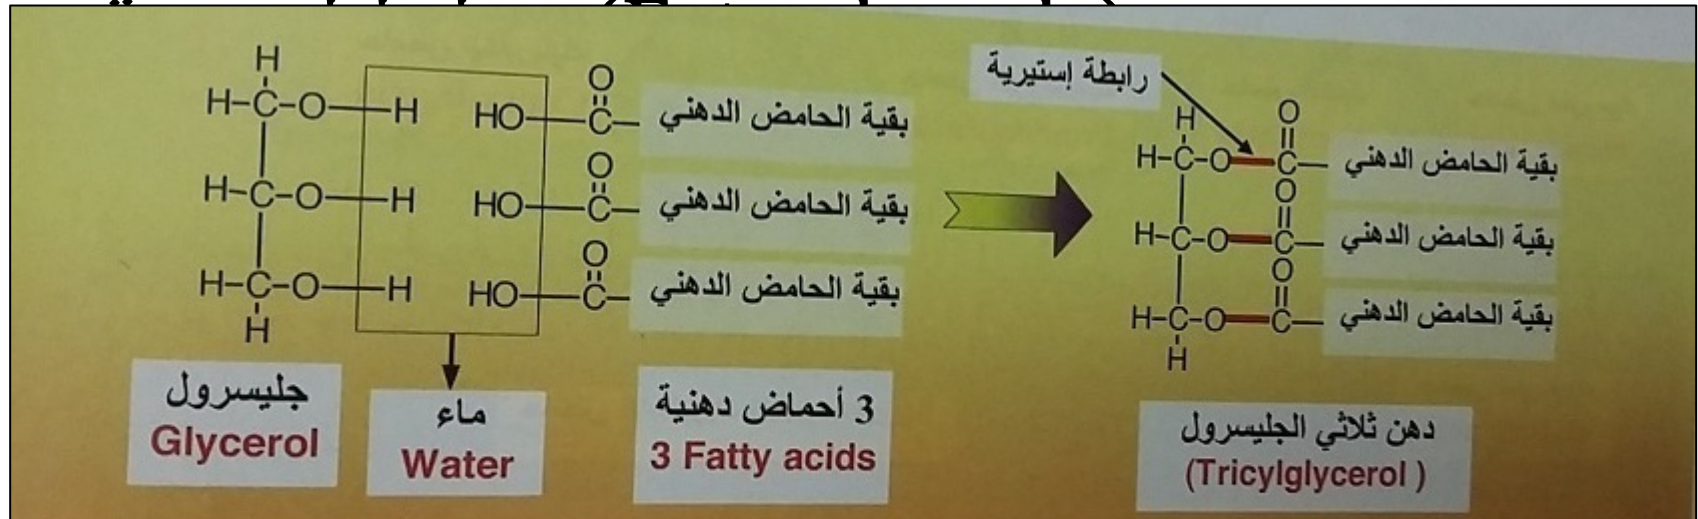 رابطة إستيرية
H
H-C-O-H
HO-C-
O
بقية الحامض الدهني
H-C-O-H
HO-C-
O
بقية الحامض الدهني
H-C-O-H
HO-C-
O
بقية الحامض الدهني
H
H
H-C-O-C-
O
بقية الحامض الدهني
H-C-O-C-
O
بقية الحامض الدهني
H-C-O-C-
O
بقية الحامض الدهني
H
جليسرول
Glycerol
ماء
Water
3 أحماض دهنية
3 Fatty acids
دهن ثلاثي الجليسرول
(Tricylglycerol )